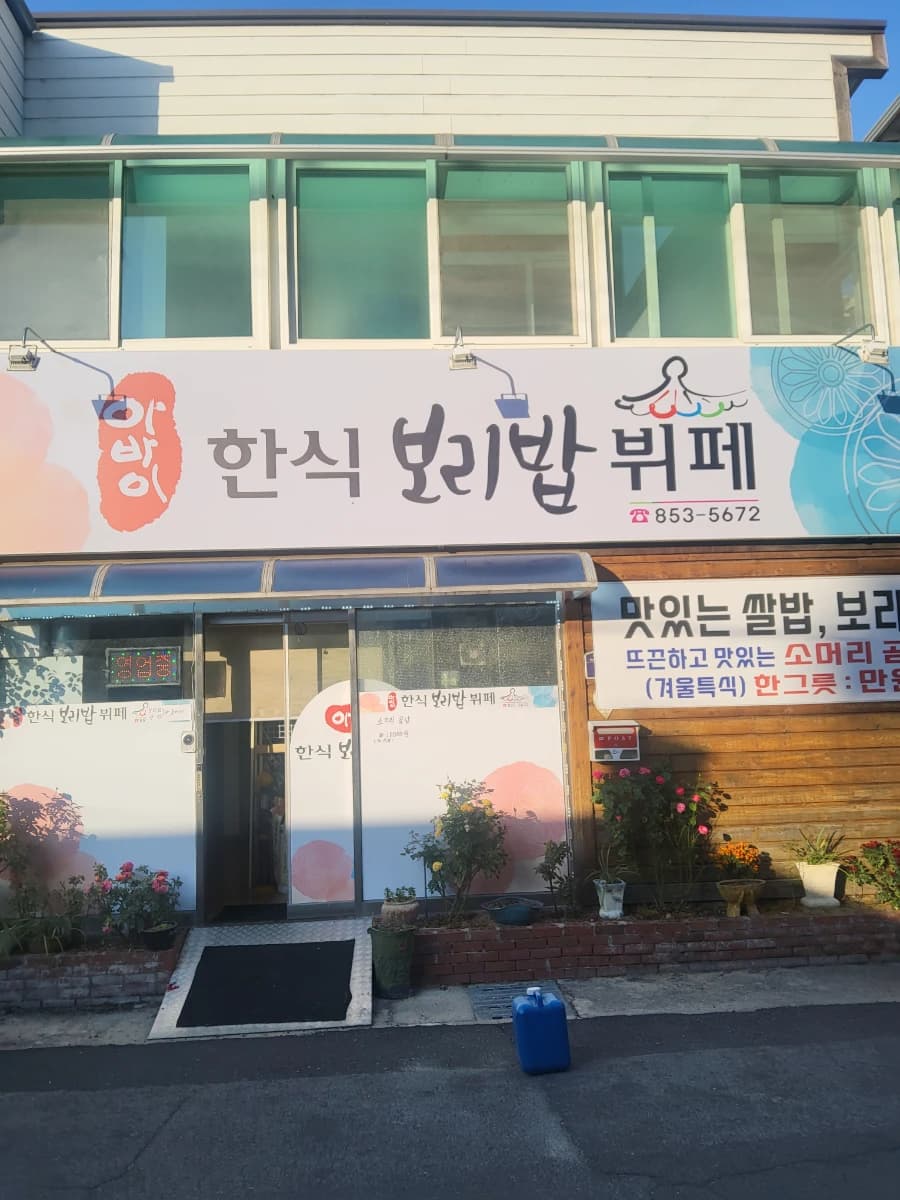 아바이
한식 보리밥 뷔페
☎853-5672
맛있는 쌀밥, 보리
뜨끈하고 맛있는 소머리 곰
(겨울특식) 한그릇 : 만원
영업중
한식 보리밥 뷔페
한식 보리밥 뷔페
한식 보
POST